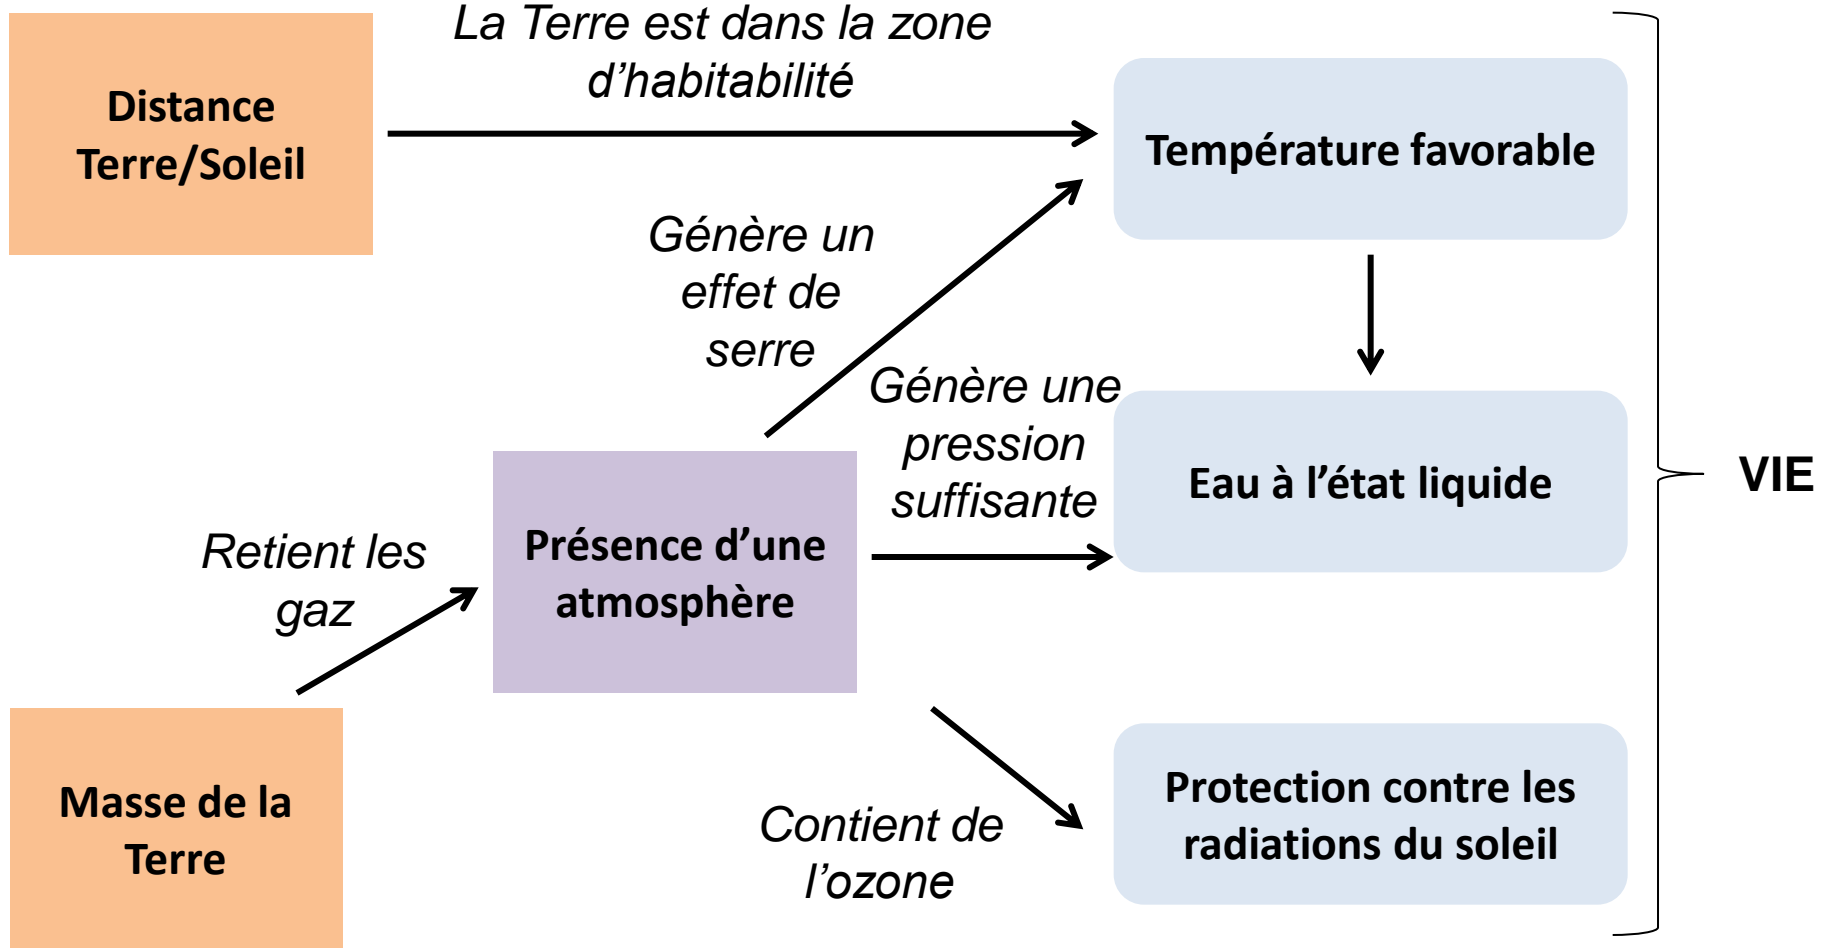 La Terre est dans la zone
d’habitabilité
Distance
Terre/Soleil
Température favorable
Génère un
effet de
serre
Génère une
pression
suffisante
Eau à l’état liquide
VIE
Retient les
gaz
Présence d’une
atmosphère
Masse de la
Terre
Contient de
l’ozone
Protection contre les
radiations du soleil